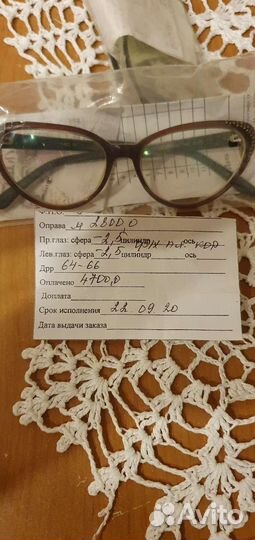 Ф.И.О.
Оправа м 2800 0
Пр.глаз: сфера -2,5 цилиндр ось
Лев.глаз: сфера -2,5 цилиндр ось
Дрр 64-66
Оплачено 4700,0
Доплата
Срок исполнения 22 09 20
Дата выдачи заказа
Avito